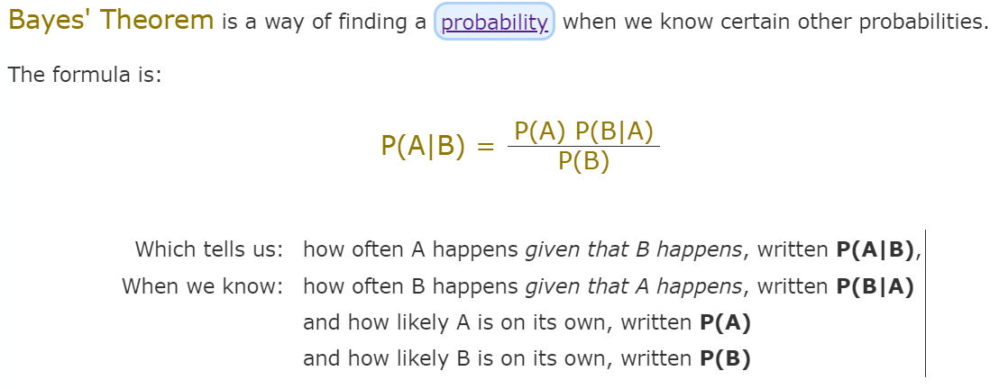 Bayes' Theorem is a way of finding a probability when we know certain other probabilities.
The formula is:
P(A|B) = P(A) P(B|A)
P(B)
Which tells us: how often A happens given that B happens, written P(A|B),
When we know: how often B happens given that A happens, written P(B|A)
and how likely A is on its own, written P(A)
and how likely B is on its own, written P(B)